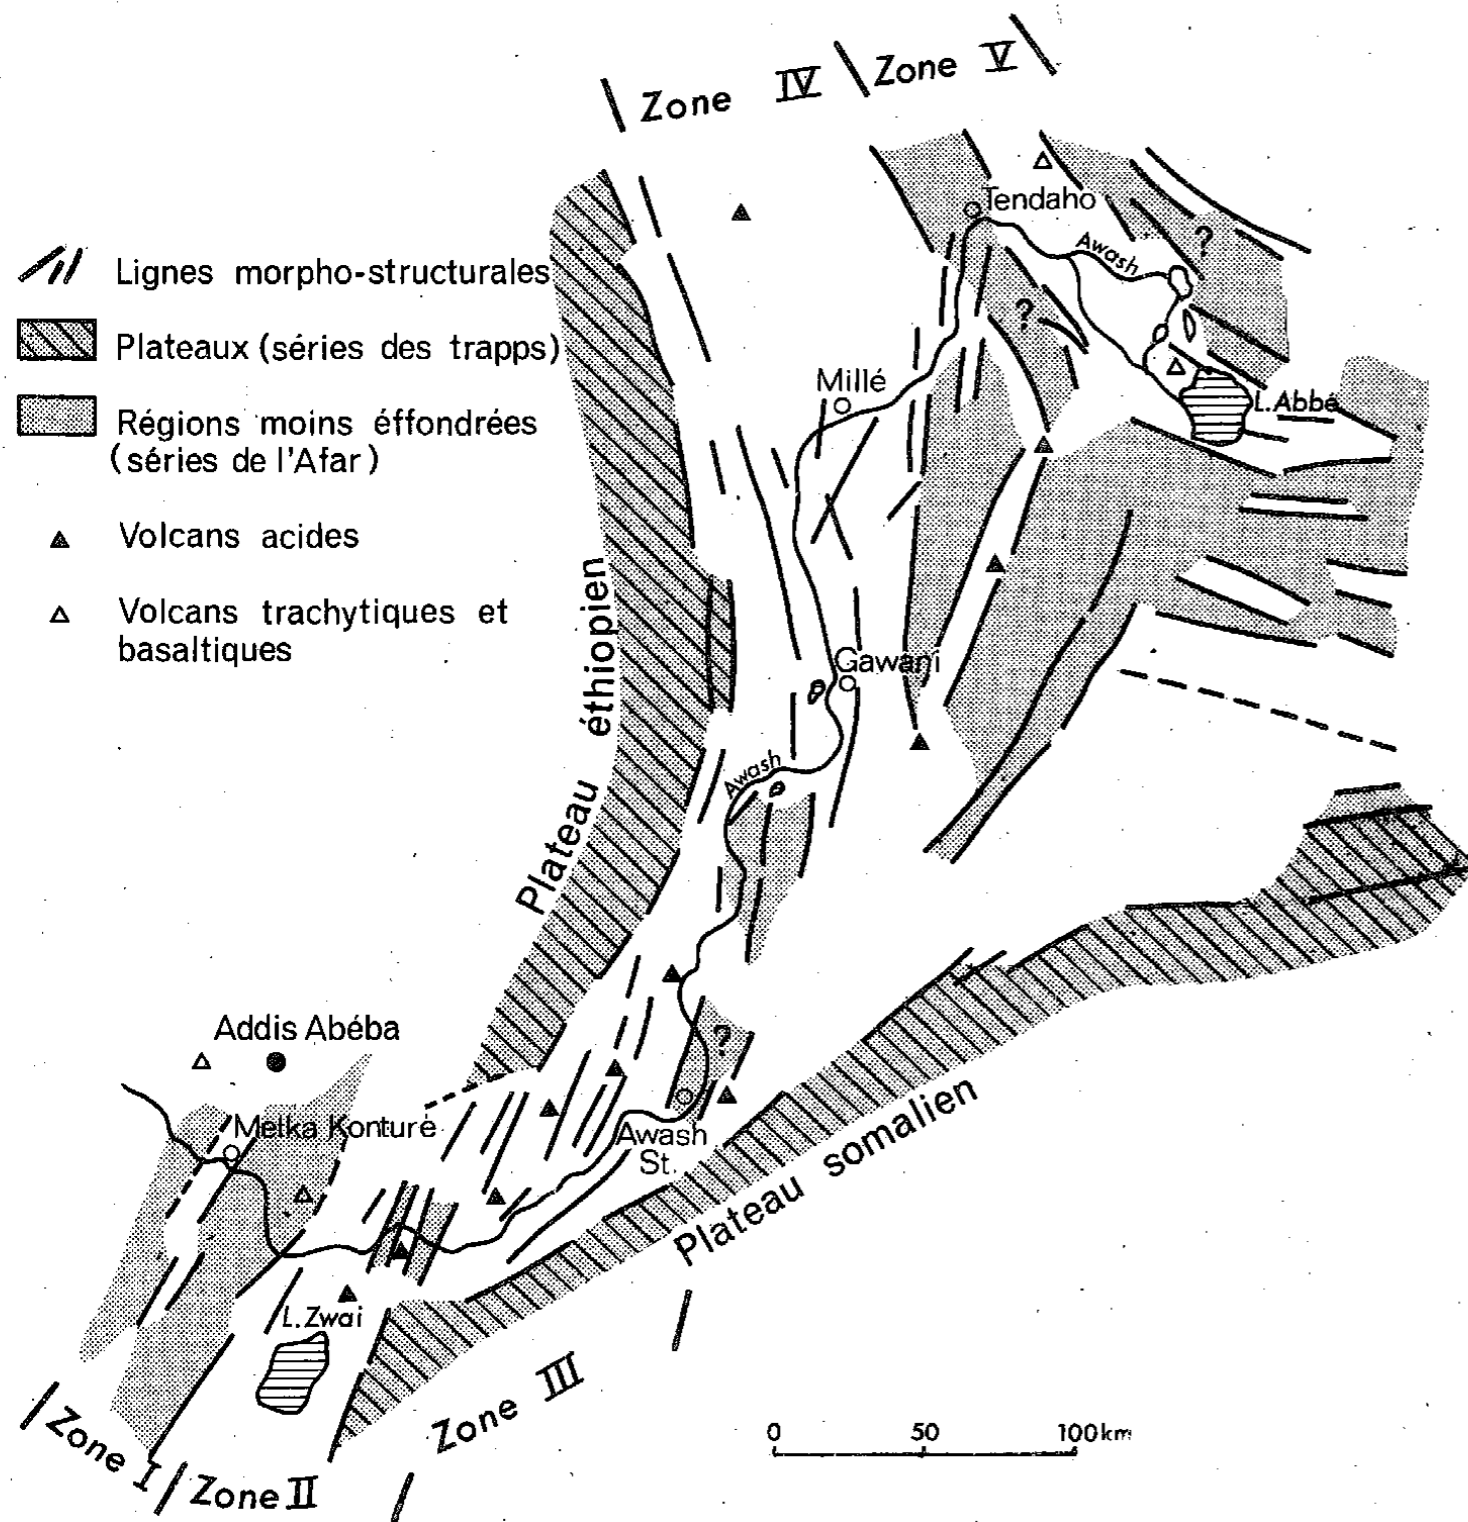 Zone IV
Zone V
Tendaho
Awash
?
?
Lignes morpho-structurales
Plateaux (séries des trapps)
Millé
L.Abbé
Régions moins éffondrées
(séries de l'Afar)
Volcans acides
Volcans trachytiques et
basaltiques
Plateau éthiopien
Gawani
Awash
Addis Abéba
?
Melka Konturé
Awash
St.
Plateau somalien
L.Zwai
Zone III
Zone I
Zone II
0 50 100km